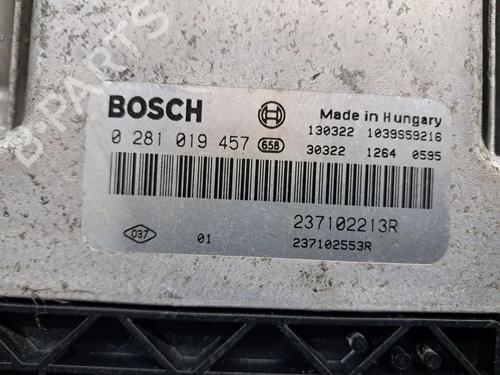 B-PARTS
BOSCH
Made in Hungary
130322 1039S59216
0 281 019 457 658
30322 1264 0595
237102213R
037 01 237102553R